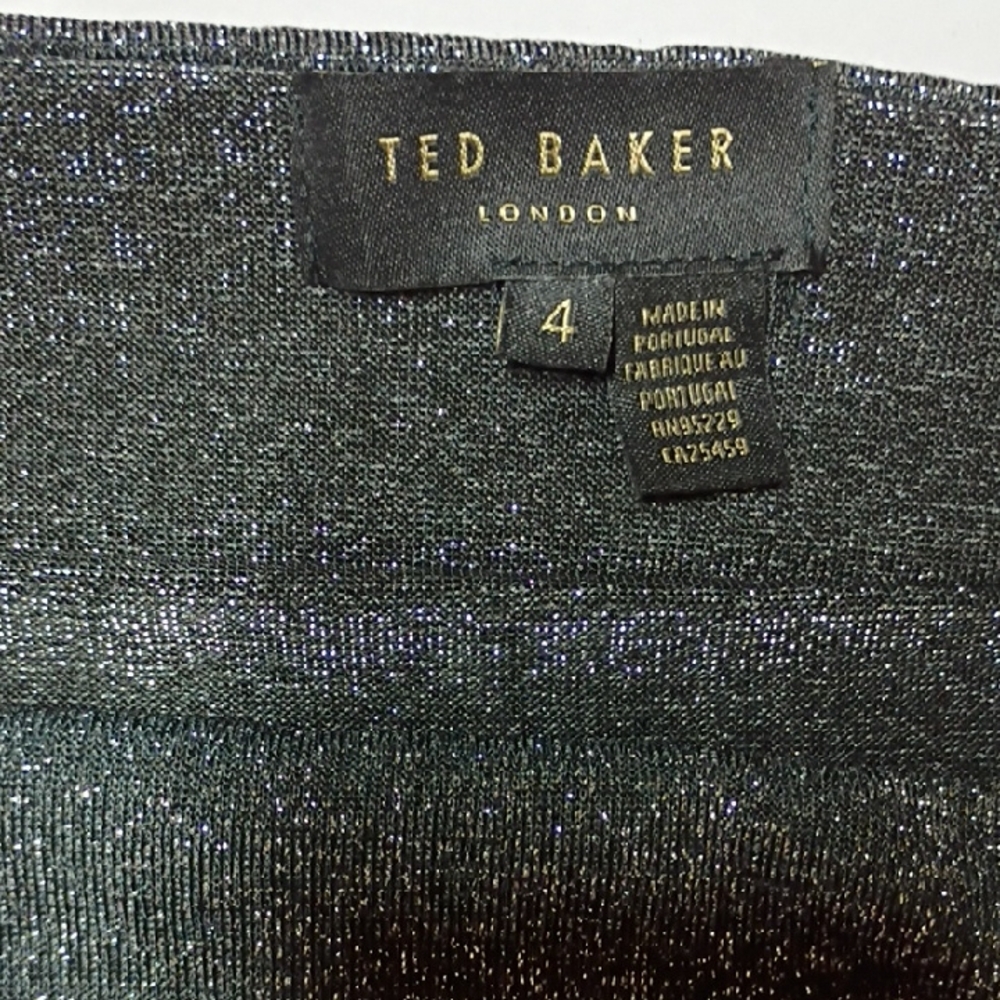 TED BAKER
LONDON
4
MADE IN
PORTUGAL
FABRIQUE AU
PORTUGAL
RN95229
CA25459